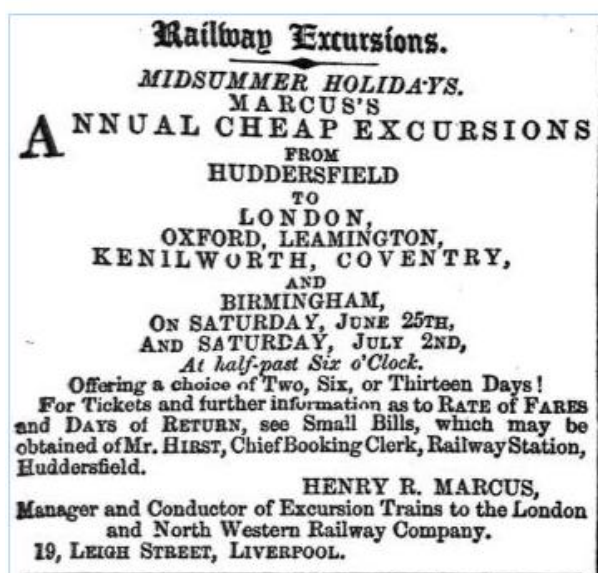 Railway Excursions.
MIDSUMMER HOLIDAYS.
MARCUS'S
ANNUAL CHEAP EXCURSIONS
FROM
HUDDERSFIELD
TO
LONDON,
OXFORD, LEAMINGTON,
KENILWORTH, COVENTRY,
AND
BIRMINGHAM,
ON SATURDAY, JUNE 25TH,
AND SATURDAY, JULY 2ND,
At half-past Six o'Clock.
Offering a choice of Two, Six, or Thirteen Days!
For Tickets and further information as to RATE of FARES
and DAYS of RETURN, see Small Bills, which may be
obtained of Mr. HIRST, Chief Booking Clerk, Railway Station,
Huddersfield.
HENRY R. MARCUS,
Manager and Conductor of Excursion Trains to the London
and North Western Railway Company.
19, LEIGH STREET, LIVERPOOL.